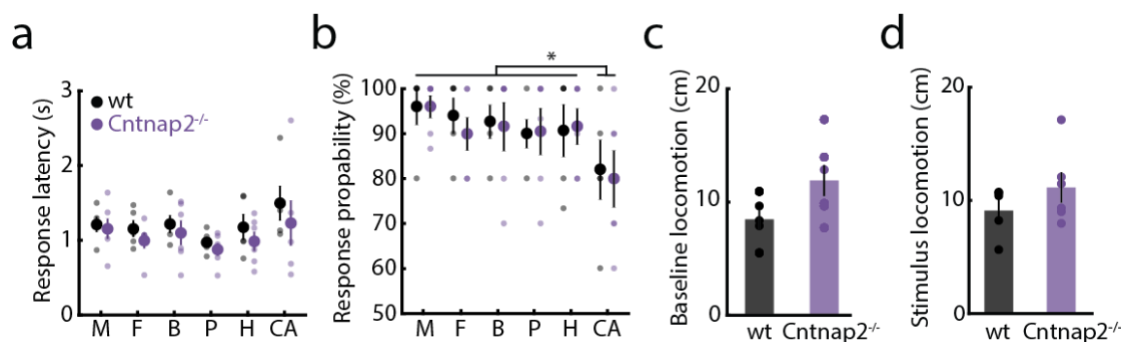 a
Response latency (s)
3
2
1
0
wt
Cntnap2-/-
M F B P H CA
b
Response propability (%)
100
90
80
70
60
50
*
M F B P H CA
c
Baseline locomotion (cm)
20
10
0
wt Cntnap2-/-
d
Stimulus locomotion (cm)
20
10
0
wt Cntnap2-/-